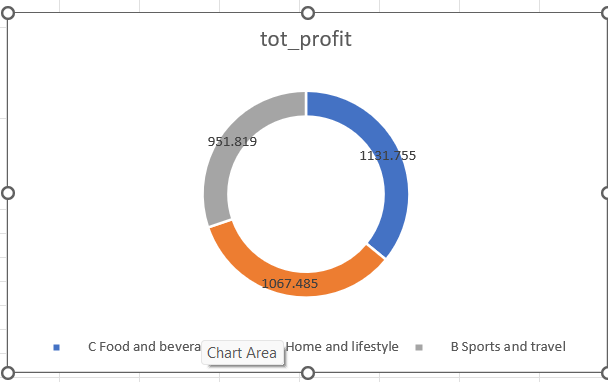 tot_profit
951.819
1131.755
1067.485
C Food and bevera
Home and lifestyle
B Sports and travel
Chart Area